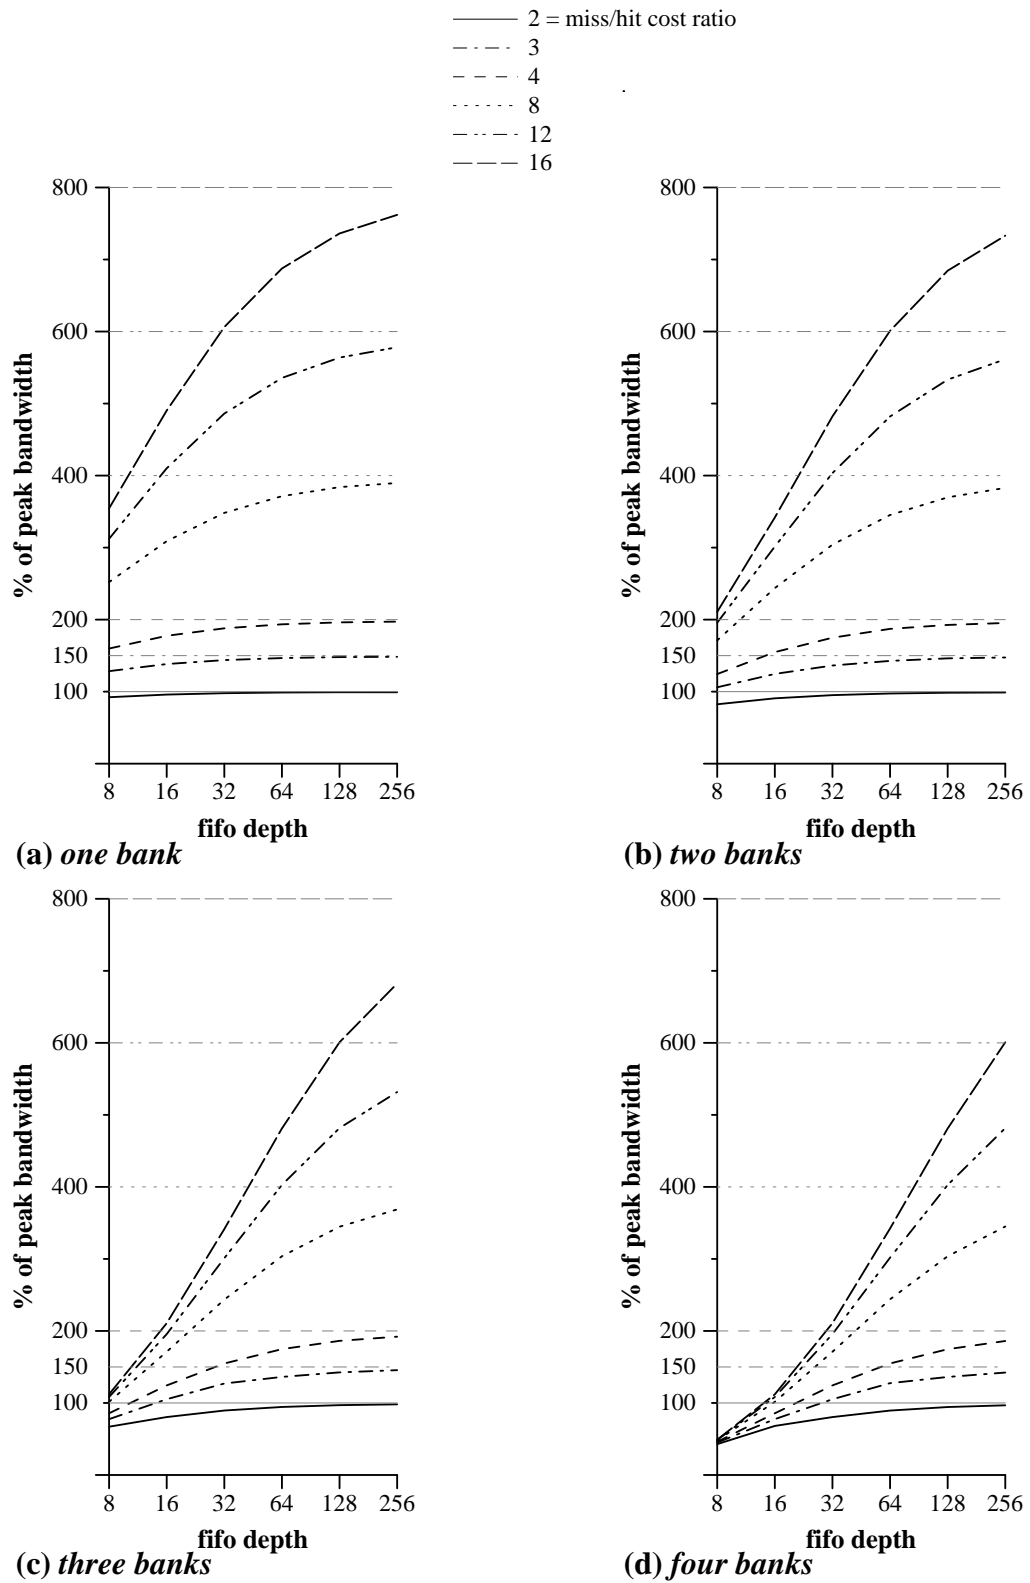 2 = miss/hit cost ratio
3
4
8
12
16
800
600
400
200
150
100
% of peak bandwidth
8 16 32 64 128 256
fifo depth
(a) one bank
800
600
400
200
150
100
% of peak bandwidth
8 16 32 64 128 256
fifo depth
(b) two banks
800
600
400
200
150
100
% of peak bandwidth
8 16 32 64 128 256
fifo depth
(c) three banks
800
600
400
200
150
100
% of peak bandwidth
8 16 32 64 128 256
fifo depth
(d) four banks